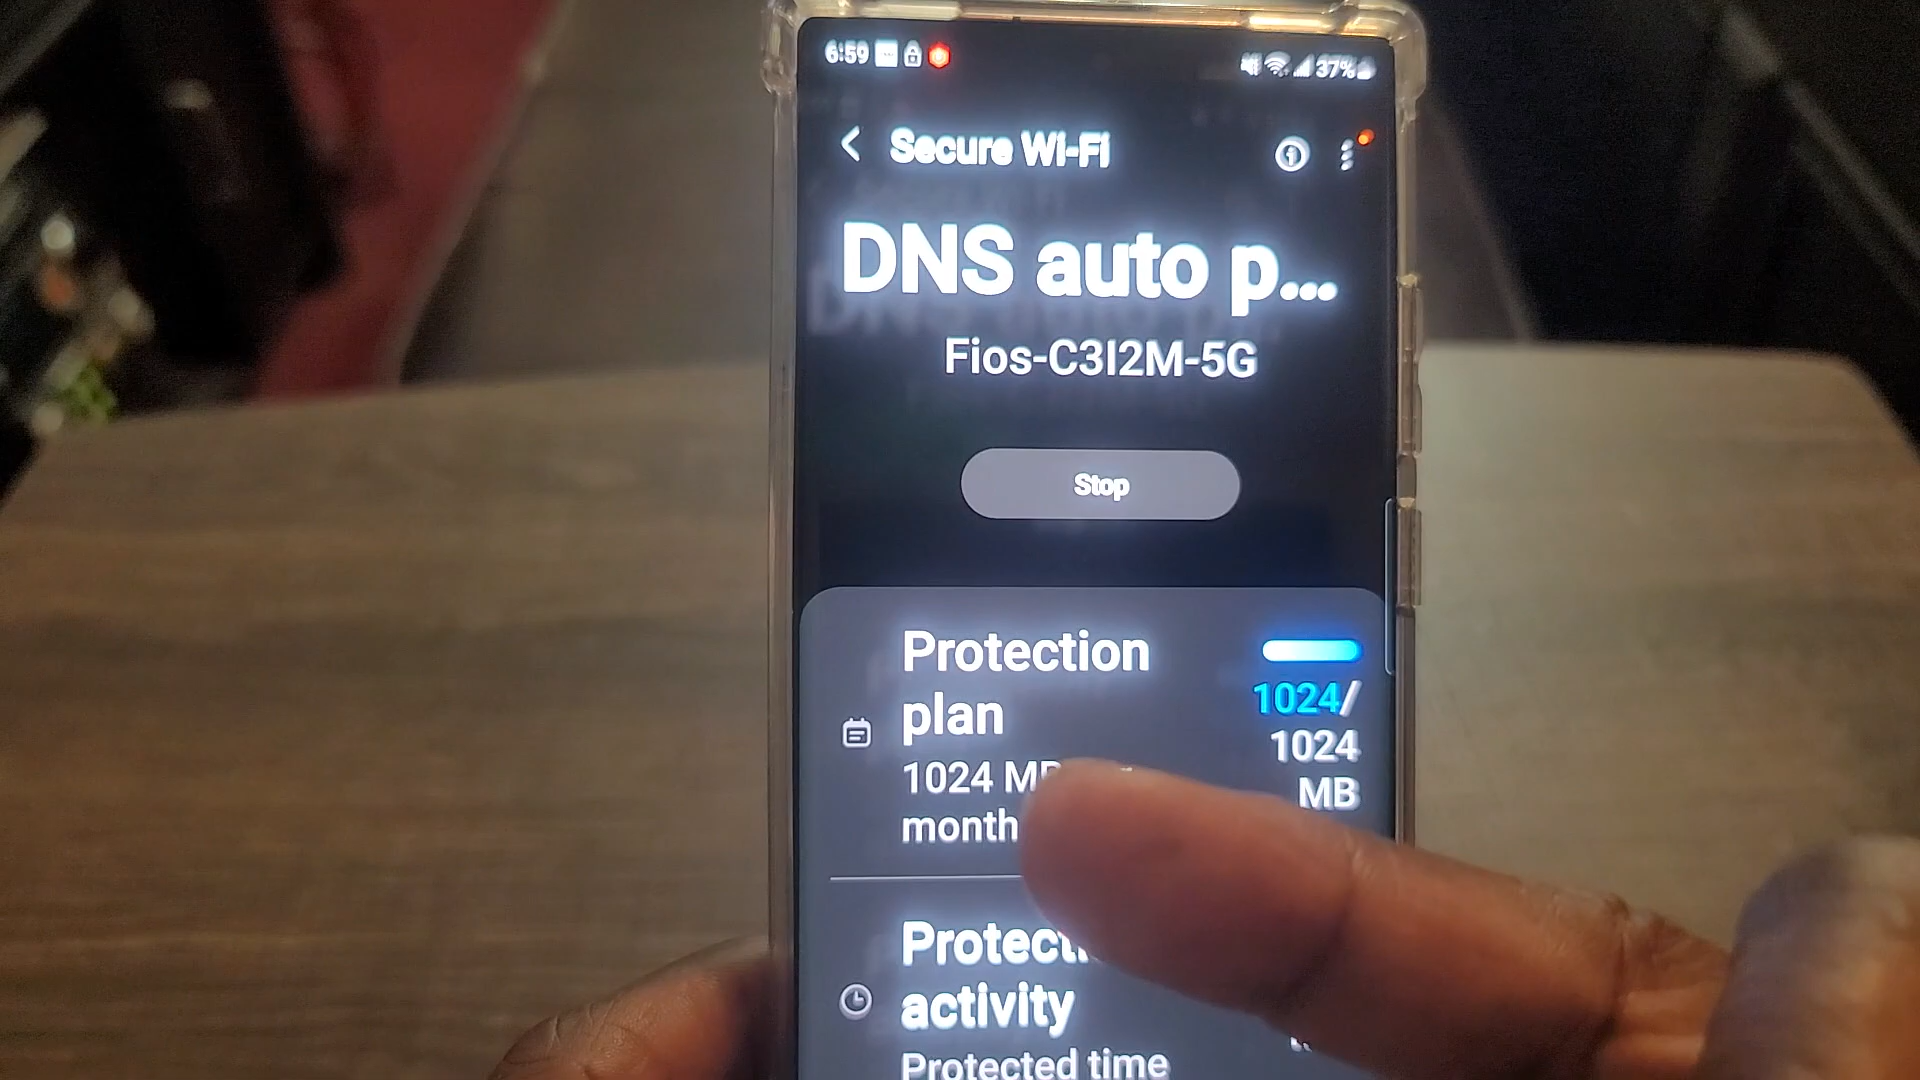 6:59
37%
Secure Wi-Fi
DNS auto p...
Fios-C3I2M-5G
Stop
Protection
plan
1024/
1024
MB
1024
month
activity
Protected time